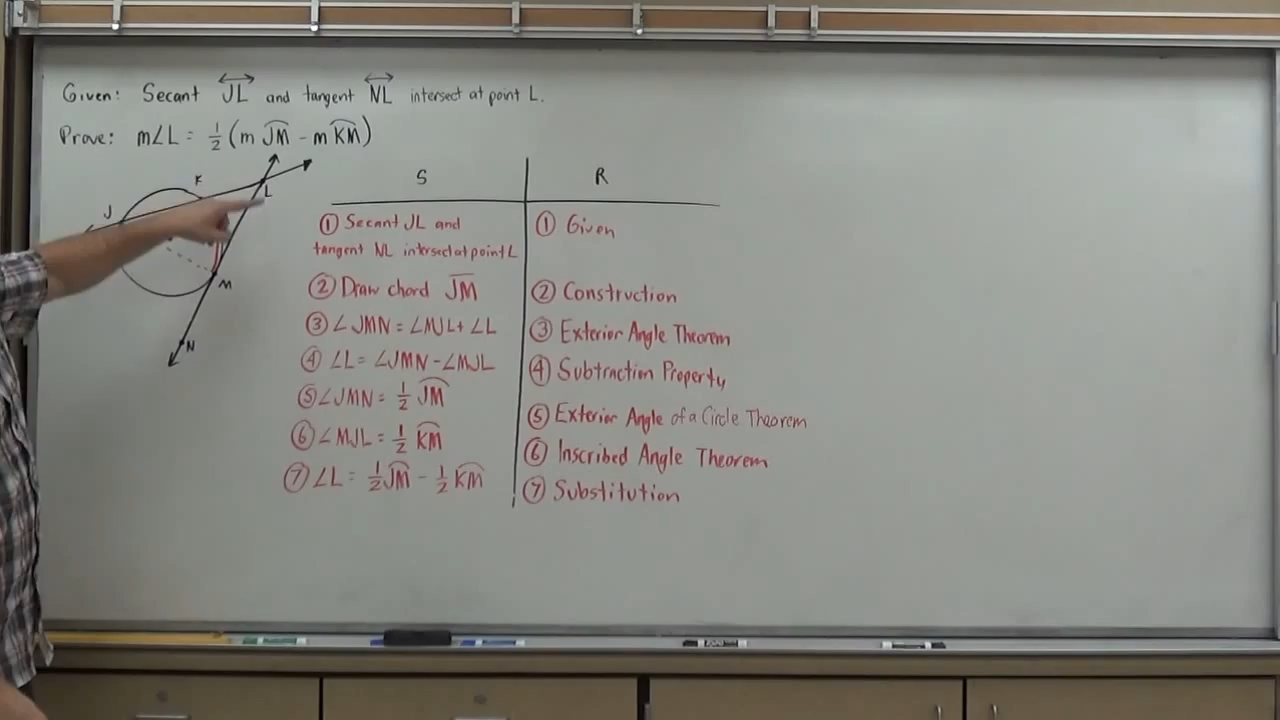 Given: Secant JL and tangent NL intersect at point L.
Prove: m∠L = 1/2 (m JM - m KM)
K
J
L
M
N
S
R
① Secant JL and
tangent NL intersect at point L
① Given
② Draw chord JM
② Construction
③ ∠JMN = ∠MJL + ∠L
③ Exterior Angle Theorem
④ ∠L = ∠JMN - ∠MJL
④ Subtraction Property
⑤ ∠JMN = 1/2 JM
⑤ Exterior Angle of a Circle Theorem
⑥ ∠MJL = 1/2 KM
⑥ Inscribed Angle Theorem
⑦ ∠L = 1/2 JM - 1/2 KM
⑦ Substitution